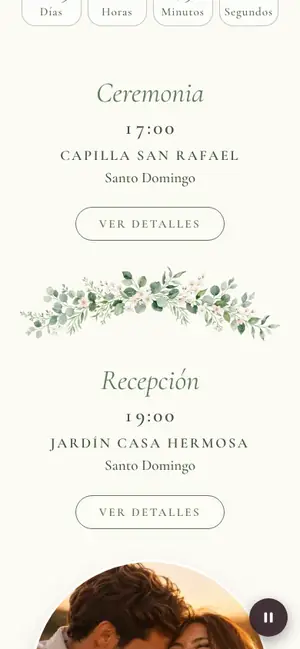 Días
Horas
Minutos
Segundos
Ceremonia
17:00
CAPILLA SAN RAFAEL
Santo Domingo
VER DETALLES
Recepción
19:00
JARDÍN CASA HERMOSA
Santo Domingo
VER DETALLES